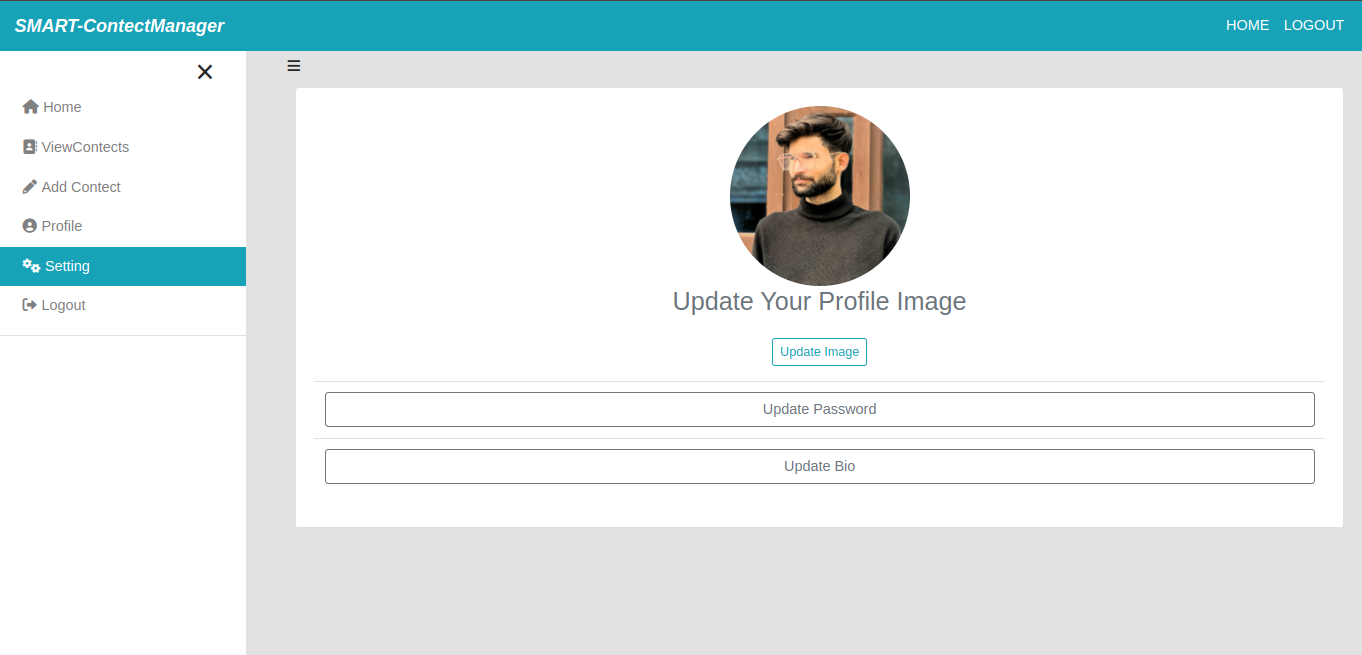 SMART-ContectManager
HOME LOGOUT
Home
ViewContects
Add Contect
Profile
Setting
Logout
Update Your Profile Image
Update Image
Update Password
Update Bio